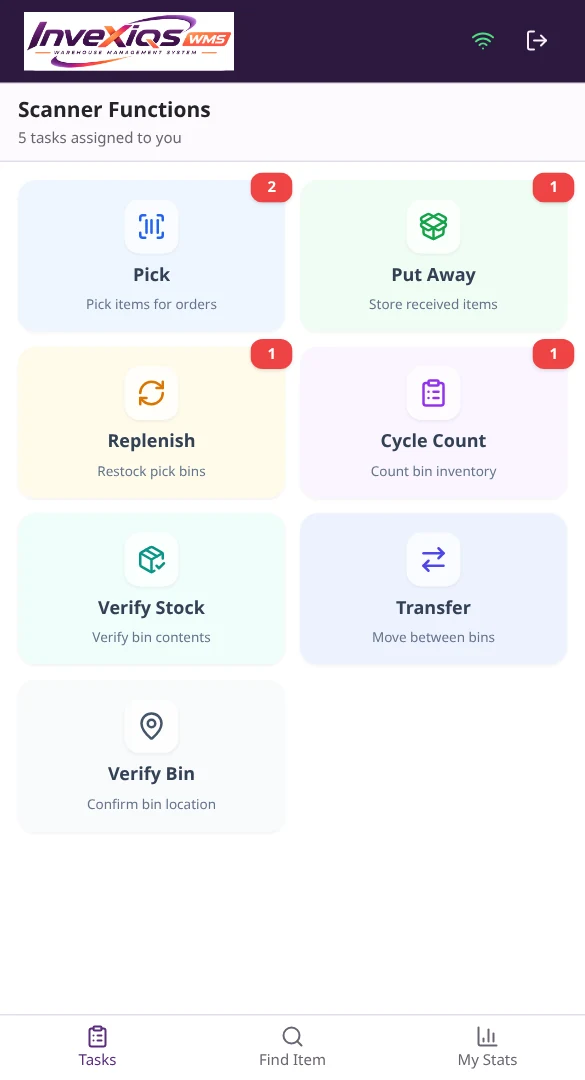 InveXiqs WMS
WAREHOUSE MANAGEMENT SYSTEM
Scanner Functions
5 tasks assigned to you
2
1
Pick
Put Away
Pick items for orders
Store received items
1
1
Replenish
Cycle Count
Restock pick bins
Count bin inventory
Verify Stock
Transfer
Verify bin contents
Move between bins
Verify Bin
Confirm bin location
Tasks
Find Item
My Stats